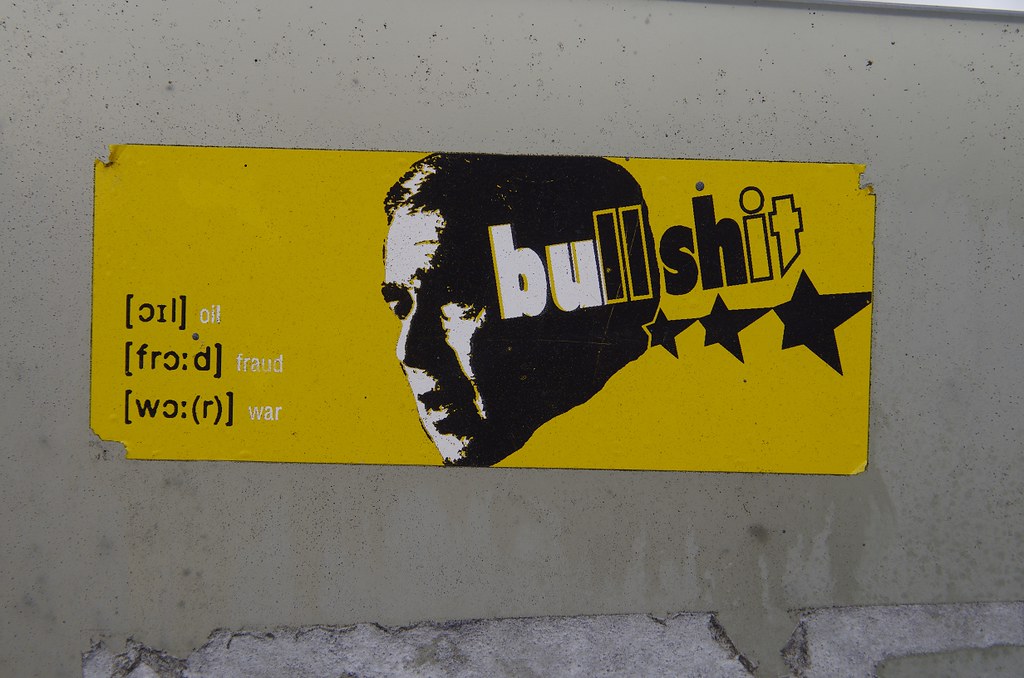 [ɔɪl] oil
[frɔːd] fraud
[wɔː(r)] war
bullshit